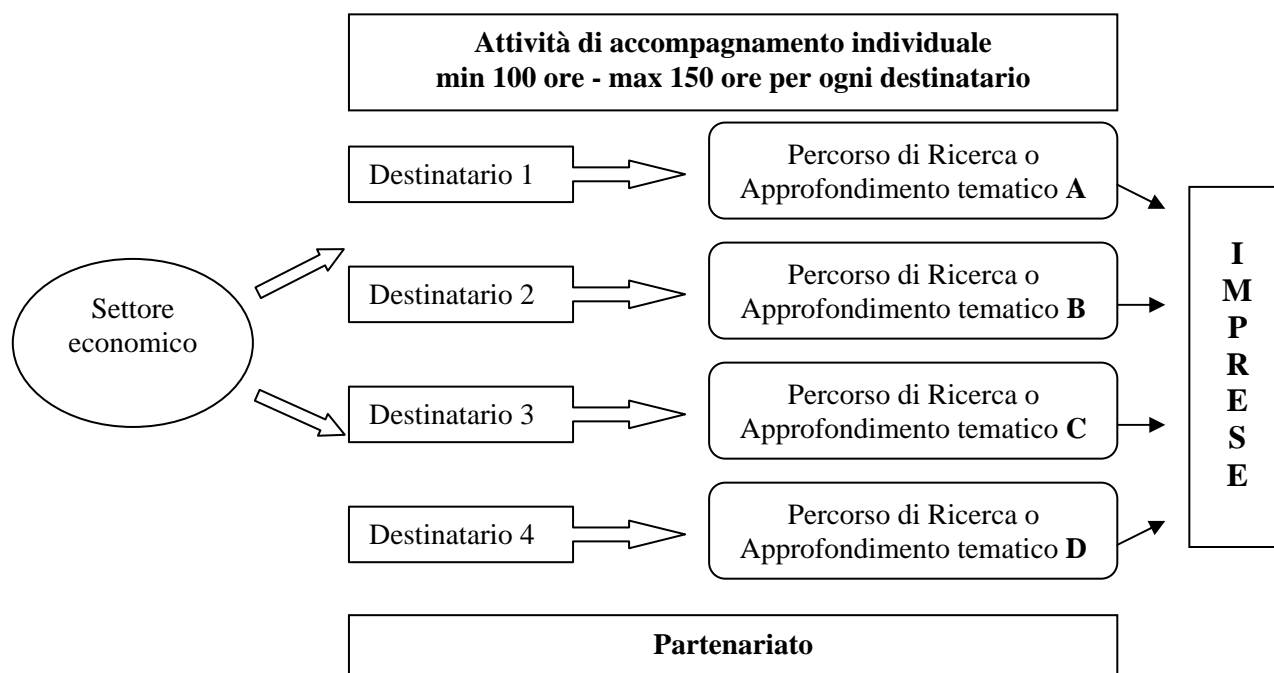 Attività di accompagnamento individuale
min 100 ore - max 150 ore per ogni destinatario
Destinatario 1
Percorso di Ricerca o
Approfondimento tematico A
Settore
economico
Destinatario 2
Percorso di Ricerca o
Approfondimento tematico B
Destinatario 3
Percorso di Ricerca o
Approfondimento tematico C
Destinatario 4
Percorso di Ricerca o
Approfondimento tematico D
I
M
P
R
E
S
E
Partenariato